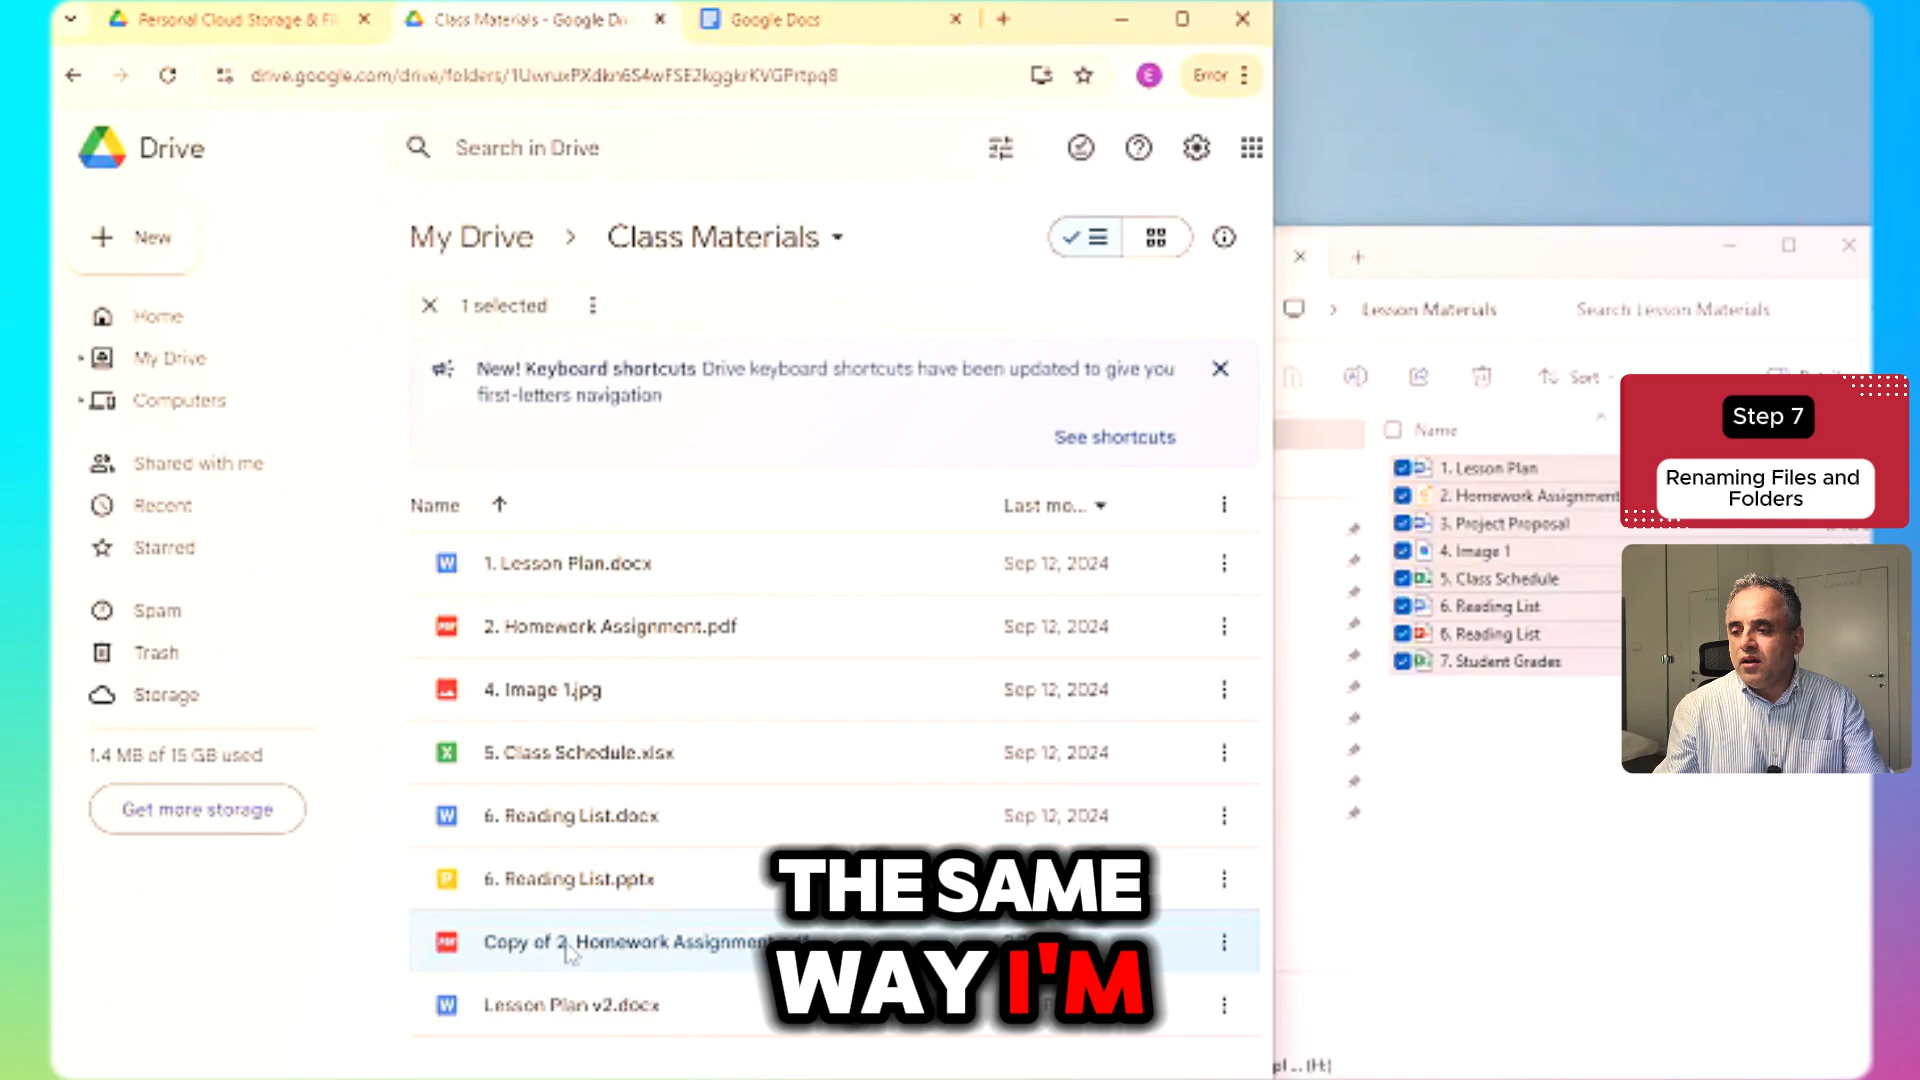 Personal Cloud Storage & Fi
Class Materials - Google Dri
Google Docs
drive.google.com/drive/folders/
E
Error
Drive
Search in Drive
New
My Drive
Class Materials
Home
My Drive
Computers
Shared with me
Recent
Starred
Spam
Trash
Storage
1.4 MB of 15 GB used
Get more storage
1 selected
New! Keyboard shortcuts Drive keyboard shortcuts have been updated to give you
first-letters navigation
See shortcuts
Name
Last mo...
W 1. Lesson Plan.docx Sep 12, 2024
PDF 2. Homework Assignment.pdf Sep 12, 2024
4. Image 1.jpg Sep 12, 2024
X 5. Class Schedule.xlsx Sep 12, 2024
W 6. Reading List.docx Sep 12, 2024
P 6. Reading List.pptx
PDF Copy of 2. Homework Assignment.pdf
W Lesson Plan v2.docx
THE SAME
WAY I'M
Lesson Materials
Search Lesson Materials
Sort
Name
1. Lesson Plan
2. Homework Assignment
3. Project Proposal
4. Image 1
5. Class Schedule
6. Reading List
6. Reading List
7. Student Grades
Step 7
Renaming Files and
Folders